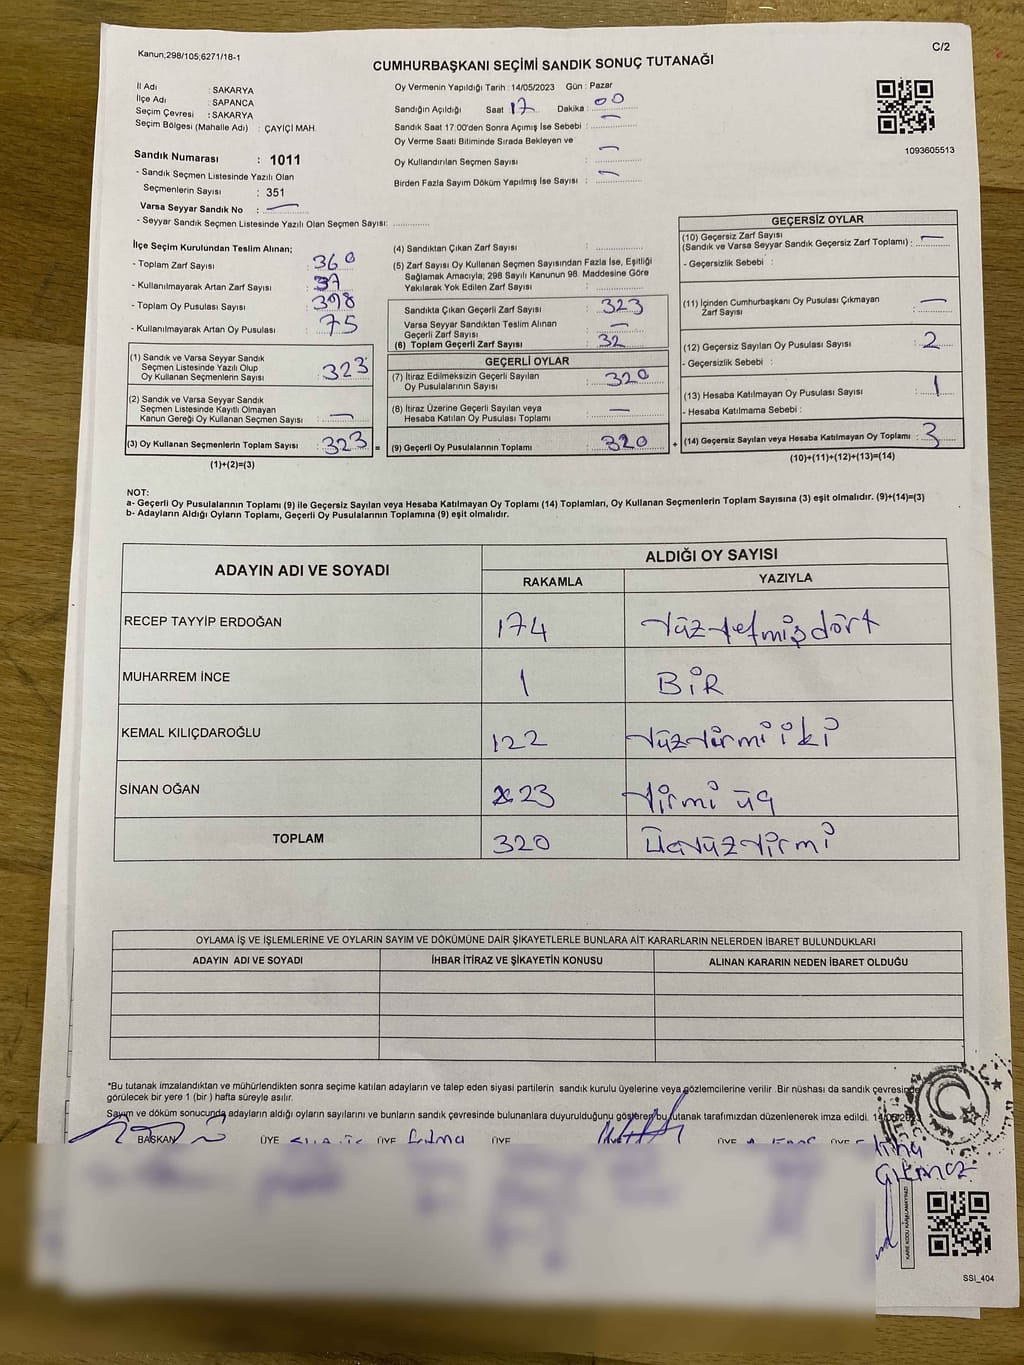 Kanun;298/105;6271/18-1
C/2
CUMHURBAŞKANI SEÇİMİ SANDIK SONUÇ TUTANAĞI
İl Adı : SAKARYA
İlçe Adı : SAPANCA
Seçim Çevresi : SAKARYA
Seçim Bölgesi (Mahalle Adı) : ÇAYİÇİ MAH.
Sandık Numarası : 1011
- Sandık Seçmen Listesinde Yazılı Olan
Seçmenlerin Sayısı : 351
Varsa Seyyar Sandık No : —
- Seyyar Sandık Seçmen Listesinde Yazılı Olan Seçmen Sayısı: ............
Oy Vermenin Yapıldığı Tarih : 14/05/2023 Gün : Pazar
Sandığın Açıldığı Saat 17 Dakika : 00
Sandık Saat 17:00'den Sonra Açımış İse Sebebi : —
Oy Verme Saati Bitiminde Sırada Bekleyen ve
Oy Kullandırılan Seçmen Sayısı : —
Birden Fazla Sayım Döküm Yapılmış İse Sayısı : —
1093605513
İlçe Seçim Kurulundan Teslim Alınan;
- Toplam Zarf Sayısı : 360
- Kullanılmayarak Artan Zarf Sayısı : 37
- Toplam Oy Pusulası Sayısı : 398
- Kullanılmayarak Artan Oy Pusulası : 75
(1) Sandık ve Varsa Seyyar Sandık
Seçmen Listesinde Yazılı Olup
Oy Kullanan Seçmenlerin Sayısı : 323
(2) Sandık ve Varsa Seyyar Sandık
Seçmen Listesinde Kayıtlı Olmayan
Kanun Gereği Oy Kullanan Seçmen Sayısı : —
(3) Oy Kullanan Seçmenlerin Toplam Sayısı : 323 =
(1)+(2)=(3)
(4) Sandıktan Çıkan Zarf Sayısı : ............
(5) Zarf Sayısı Oy Kullanan Seçmen Sayısından Fazla İse, Eşitliği
Sağlamak Amacıyla; 298 Sayılı Kanunun 98. Maddesine Göre
Yakılarak Yok Edilen Zarf Sayısı : ............
Sandıkta Çıkan Geçerli Zarf Sayısı : 323
Varsa Seyyar Sandıktan Teslim Alınan
Geçerli Zarf Sayısı : —
(6) Toplam Geçerli Zarf Sayısı : 32
GEÇERLİ OYLAR
(7) İtiraz Edilmeksizin Geçerli Sayılan
Oy Pusulalarının Sayısı : 320
(8) İtiraz Üzerine Geçerli Sayılan veya
Hesaba Katılan Oy Pusulası Toplamı : —
(9) Geçerli Oy Pusulalarının Toplamı : 320 +
GEÇERSİZ OYLAR
(10) Geçersiz Zarf Sayısı
(Sandık ve Varsa Seyyar Sandık Geçersiz Zarf Toplamı) : —
- Geçersizlik Sebebi :
(11) İçinden Cumhurbaşkanı Oy Pusulası Çıkmayan
Zarf Sayısı : —
(12) Geçersiz Sayılan Oy Pusulası Sayısı : 2
- Geçersizlik Sebebi :
(13) Hesaba Katılmayan Oy Pusulası Sayısı : 1
- Hesaba Katılmama Sebebi :
(14) Geçersiz Sayılan veya Hesaba Katılmayan Oy Toplamı : 3
(10)+(11)+(12)+(13)=(14)
NOT:
a- Geçerli Oy Pusulalarının Toplamı (9) ile Geçersiz Sayılan veya Hesaba Katılmayan Oy Toplamı (14) Toplamları, Oy Kullanan Seçmenlerin Toplam Sayısına (3) eşit olmalıdır. (9)+(14)=(3)
b- Adayların Aldığı Oyların Toplamı, Geçerli Oy Pusulalarının Toplamına (9) eşit olmalıdır.
ADAYIN ADI VE SOYADI ALDIĞI OY SAYISI
RAKAMLA YAZIYLA
RECEP TAYYİP ERDOĞAN 174 Yüzyetmişdört
MUHARREM İNCE 1 BİR
KEMAL KILIÇDAROĞLU 122 Yüzyirmi iki
SİNAN OĞAN 23 Yirmi üç
TOPLAM 320 Üçyüzyirmi
OYLAMA İŞ VE İŞLEMLERİNE VE OYLARIN SAYIM VE DÖKÜMÜNE DAİR ŞİKAYETLERLE BUNLARA AİT KARARLARIN NELERDEN İBARET BULUNDUKLARI
ADAYIN ADI VE SOYADI İHBAR İTİRAZ VE ŞİKAYETİN KONUSU ALINAN KARARIN NEDEN İBARET OLDUĞU
*Bu tutanak imzalandıktan ve mühürlendikten sonra seçime katılan adayların ve talep eden siyasi partilerin sandık kurulu üyelerine veya gözlemcilerine verilir. Bir nüshası da sandık çevresinde
görülecek bir yere 1 (bir) hafta süreyle asılır.
Sayım ve döküm sonucunda adayların aldığı oyların sayılarını ve bunların sandık çevresinde bulunanlara duyurulduğunu gösteren bu tutanak tarafımızdan düzenlenerek imza edildi. 14/05/2023
BAŞKAN ÜYE ÜYE ÜYE ÜYE ÜYE
SSI_404